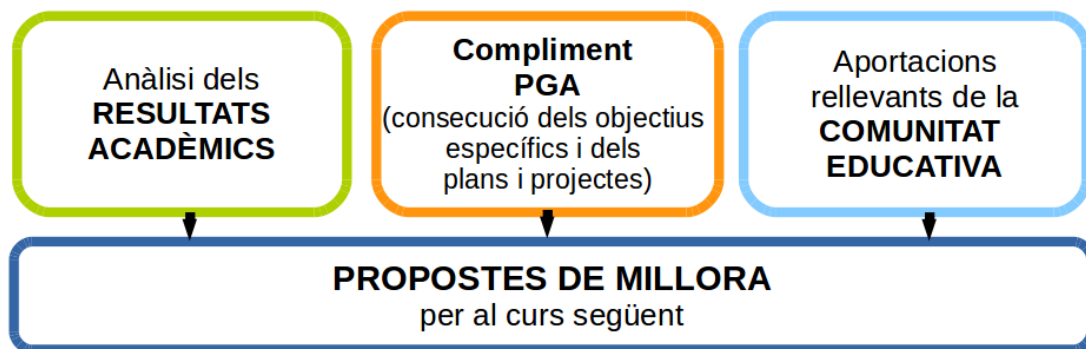 Anàlisi dels
RESULTATS
ACADÈMICS
Compliment
PGA
(consecució dels objectius
específics i dels
plans i projectes)
Aportacions
rellevants de la
COMUNITAT
EDUCATIVA
PROPOSTES DE MILLORA
per al curs següent